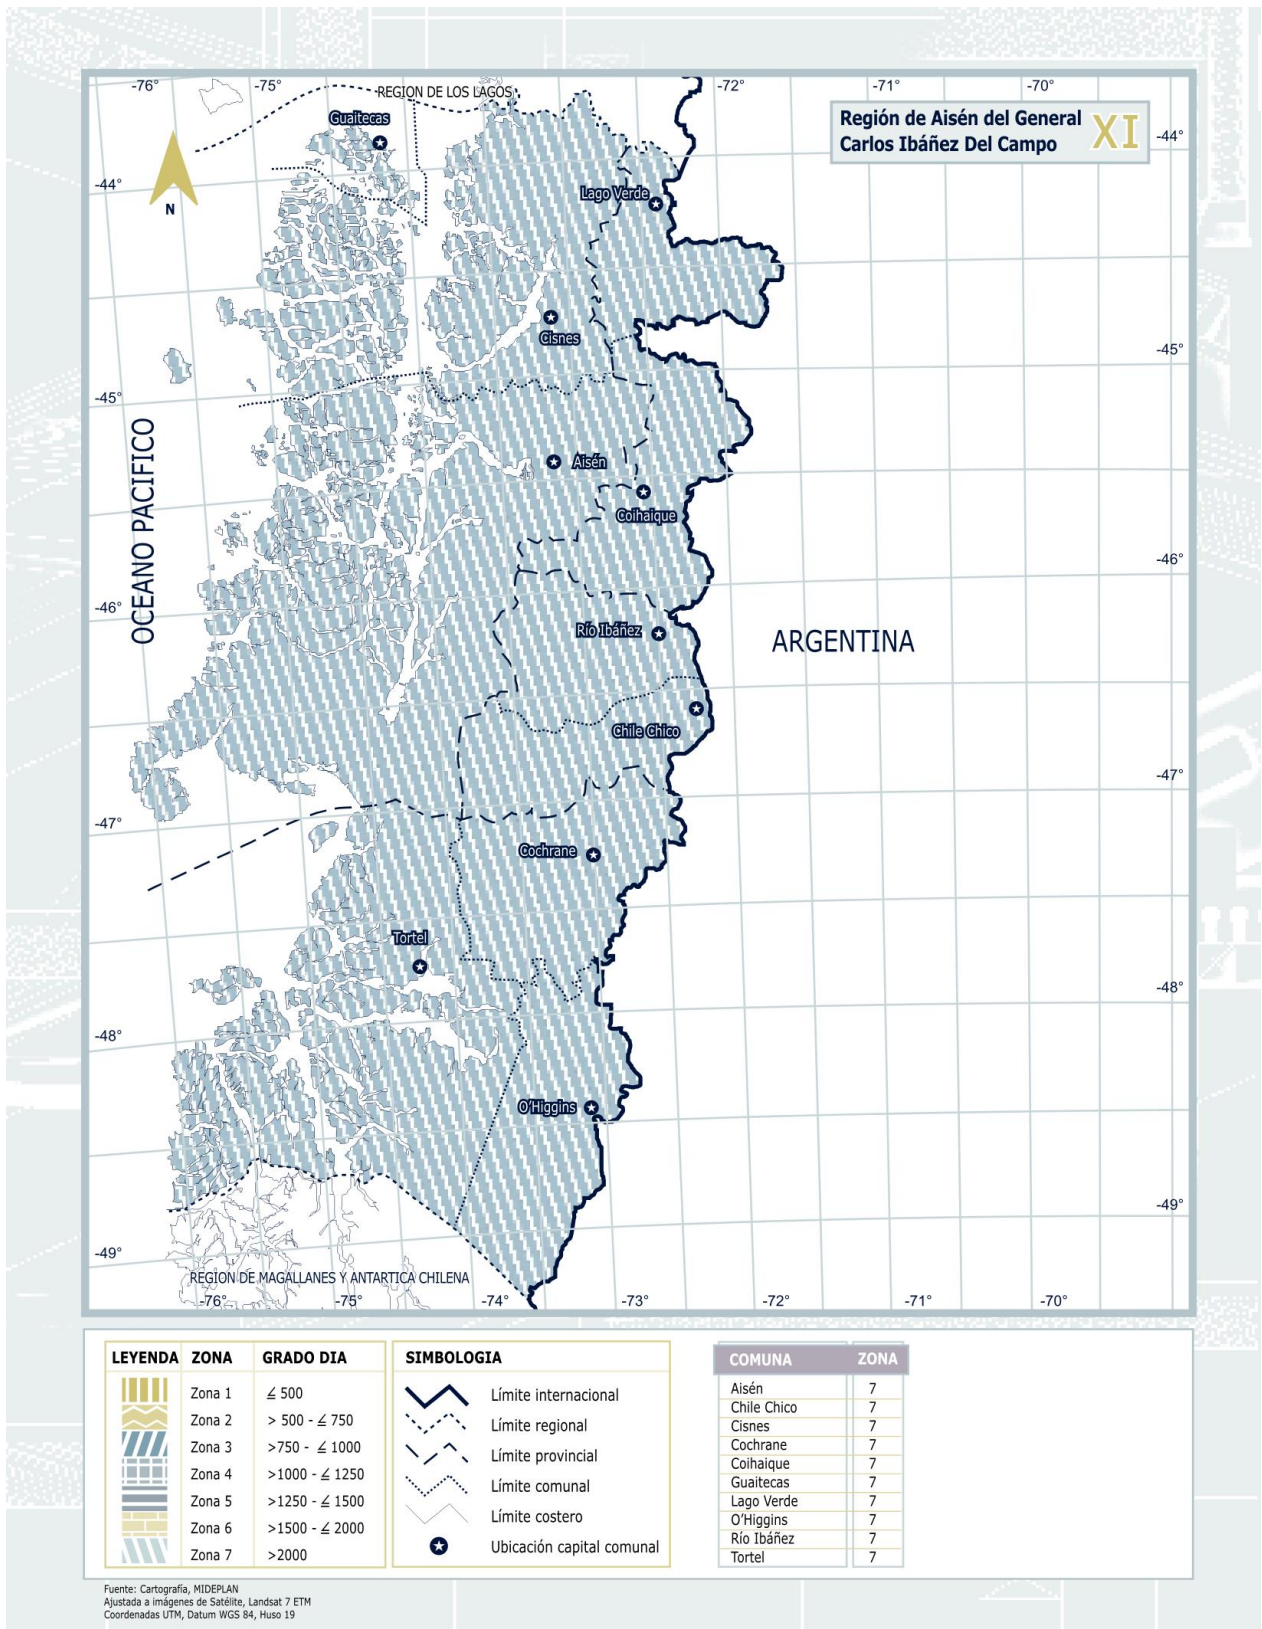 -76°
-75°
-72°
-71°
-70°
REGION DE LOS LAGOS
Región de Aisén del General
Carlos Ibáñez Del Campo
XI
Guaitecas
-44°
-44°
N
Lago Verde
Cisnes
-45°
-45°
OCEANO PACIFICO
Aisén
Coihaique
-46°
-46°
Río Ibáñez
ARGENTINA
Chile Chico
-47°
-47°
Cochrane
Tortel
-48°
-48°
O'Higgins
-49°
-49°
REGION DE MAGALLANES Y ANTARTICA CHILENA
-76°
-75°
-74°
-73°
-72°
-71°
-70°
LEYENDA ZONA GRADO DIA
Zona 1 ≤ 500
Zona 2 > 500 - ≤ 750
Zona 3 >750 - ≤ 1000
Zona 4 >1000 - ≤ 1250
Zona 5 >1250 - ≤ 1500
Zona 6 >1500 - ≤ 2000
Zona 7 >2000
SIMBOLOGIA
Límite internacional
Límite regional
Límite provincial
Límite comunal
Límite costero
Ubicación capital comunal
COMUNA ZONA
Aisén 7
Chile Chico 7
Cisnes 7
Cochrane 7
Coihaique 7
Guaitecas 7
Lago Verde 7
O'Higgins 7
Río Ibáñez 7
Tortel 7
Fuente: Cartografía, MIDEPLAN
Ajustada a imágenes de Satélite, Landsat 7 ETM
Coordenadas UTM, Datum WGS 84, Huso 19